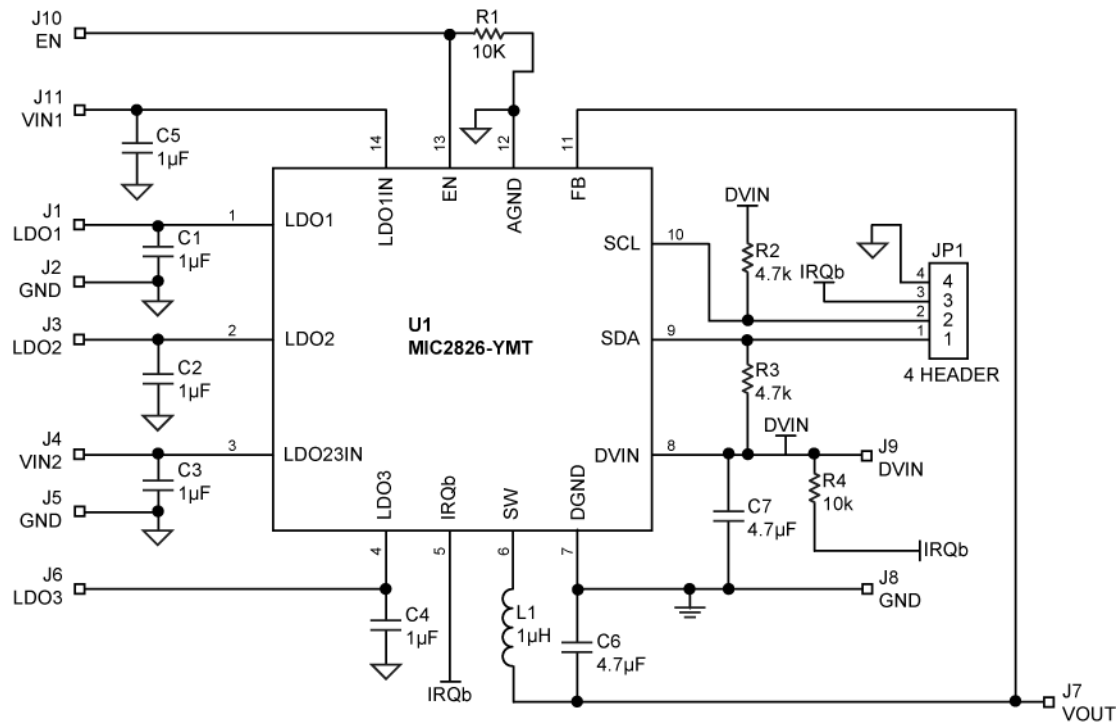 J10
EN
R1
10K
J11
VIN1
C5
1µF
14
13
12
11
LDO1IN
EN
AGND
FB
J1
LDO1
1
LDO1
C1
1µF
J2
GND
J3
LDO2
2
LDO2
C2
1µF
J4
VIN2
3
LDO23IN
C3
1µF
J5
GND
U1
MIC2826-YMT
SCL
10
SDA
9
DVIN
8
DVIN
R2
4.7k
IRQb
JP1
4
4
3
3
2
2
1
1
4 HEADER
R3
4.7k
DVIN
J9
DVIN
R4
10k
C7
4.7µF
IRQb
LDO3
IRQb
SW
DGND
4
5
6
7
J6
LDO3
C4
1µF
IRQb
L1
1µH
C6
4.7µF
J8
GND
J7
VOUT